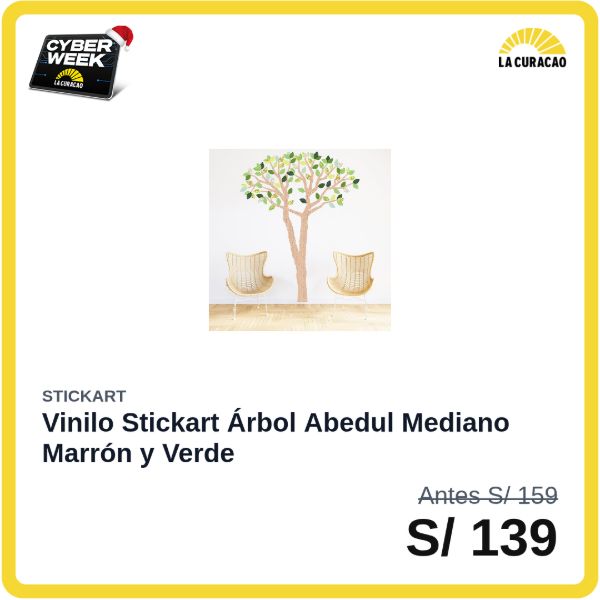 CYBER
WEEK
LA CURACAO
LA CURACAO
STICKART
Vinilo Stickart Árbol Abedul Mediano
Marrón y Verde
Antes S/ 159
S/ 139